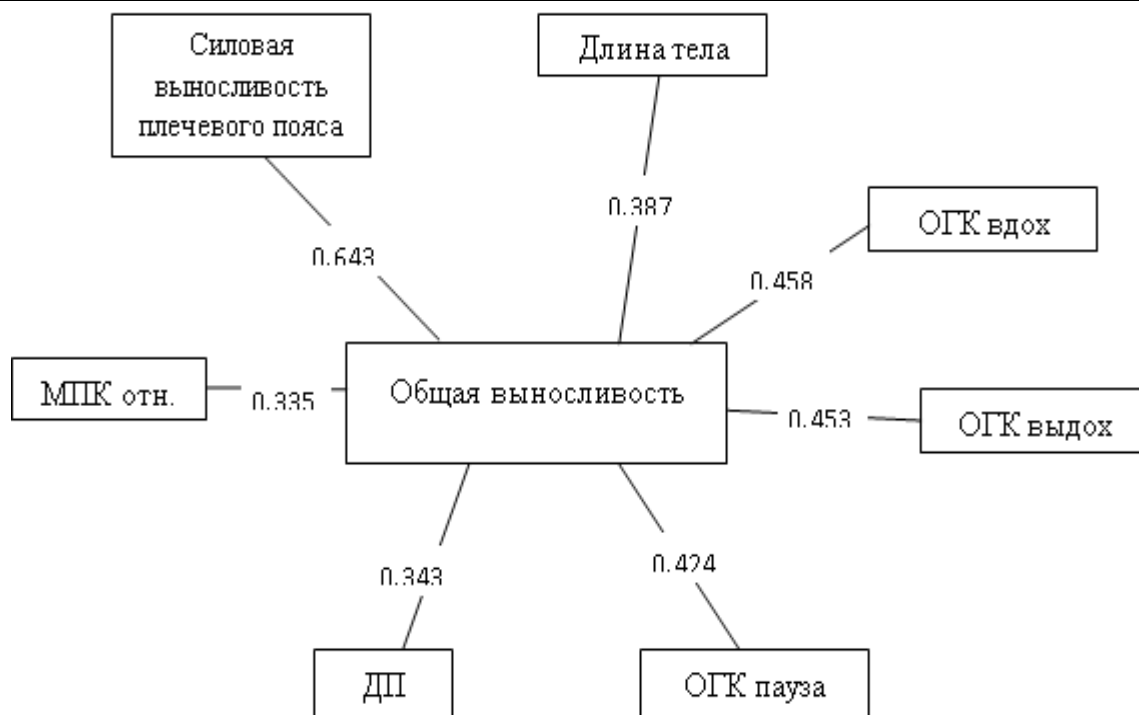 Силовая
выносливость
плечевого пояса
Длина тела
0.387
ОГК вдох
0.643
0.458
МПК отн.
0.335
Общая выносливость
0.453
ОГК выдох
0.343
0.424
ДП
ОГК пауза